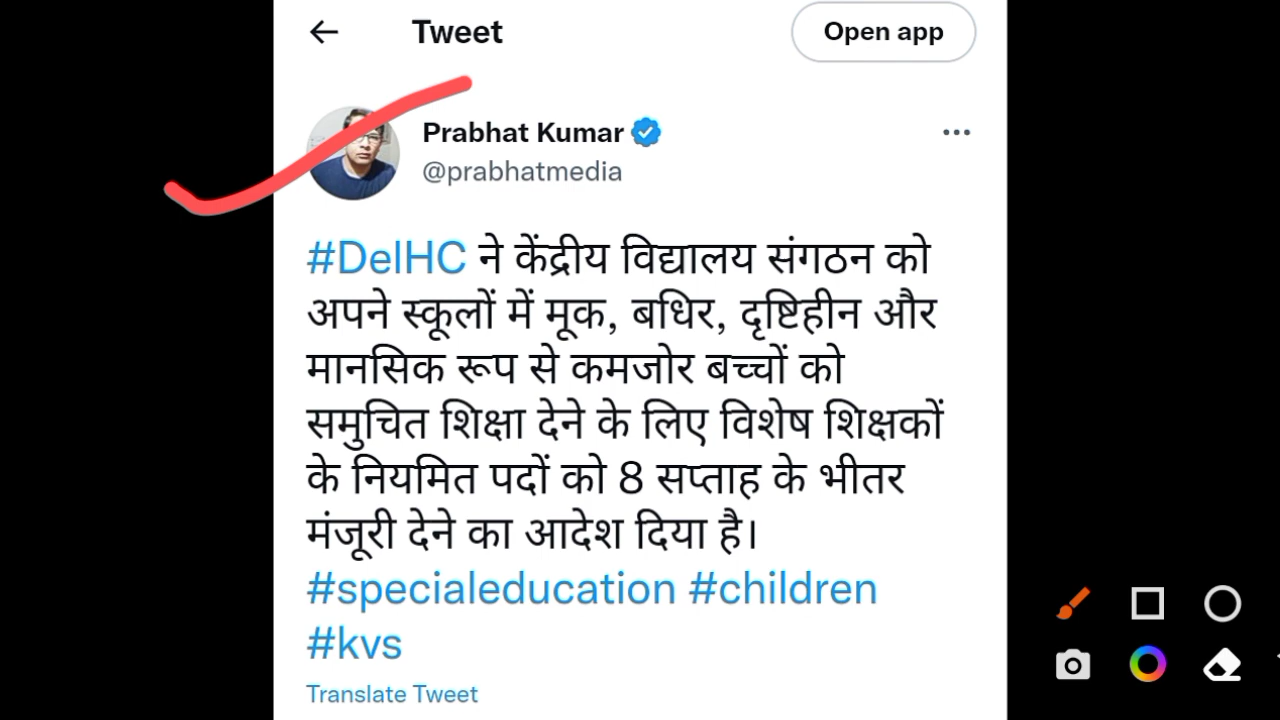 Tweet
Open app
Prabhat Kumar
@prabhatmedia
#DelHC ने केंद्रीय विद्यालय संगठन को
अपने स्कूलों में मूक, बधिर, दृष्टिहीन और
मानसिक रूप से कमजोर बच्चों को
समुचित शिक्षा देने के लिए विशेष शिक्षकों
के नियमित पदों को 8 सप्ताह के भीतर
मंजूरी देने का आदेश दिया है।
#specialeducation #children
#kvs
Translate Tweet